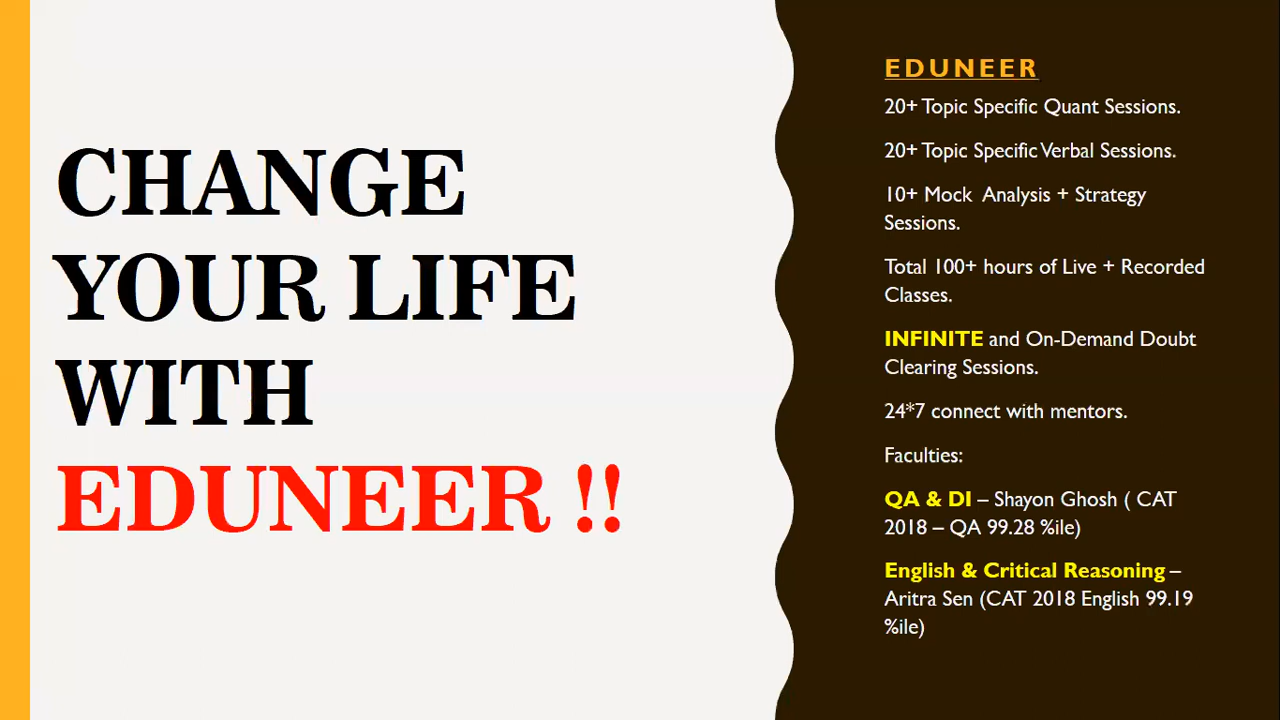 CHANGE
YOUR LIFE
WITH
EDUNEER !!
EDUNEER
20+ Topic Specific Quant Sessions.
20+ Topic Specific Verbal Sessions.
10+ Mock Analysis + Strategy
Sessions.
Total 100+ hours of Live + Recorded
Classes.
INFINITE and On-Demand Doubt
Clearing Sessions.
24*7 connect with mentors.
Faculties:
QA & DI – Shayon Ghosh ( CAT
2018 – QA 99.28 %ile)
English & Critical Reasoning –
Aritra Sen (CAT 2018 English 99.19
%ile)